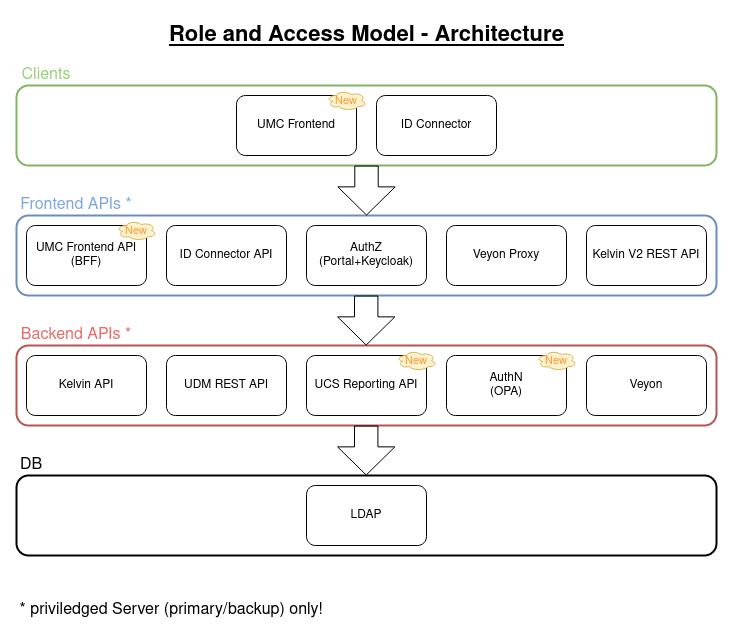 Role and Access Model - Architecture
Clients
New
UMC Frontend
ID Connector
Frontend APIs *
New
UMC Frontend API
(BFF)
ID Connector API
AuthZ
(Portal+Keycloak)
Veyon Proxy
Kelvin V2 REST API
Backend APIs *
Kelvin API
UDM REST API
New
UCS Reporting API
New
AuthN
(OPA)
Veyon
DB
LDAP
* priviledged Server (primary/backup) only!